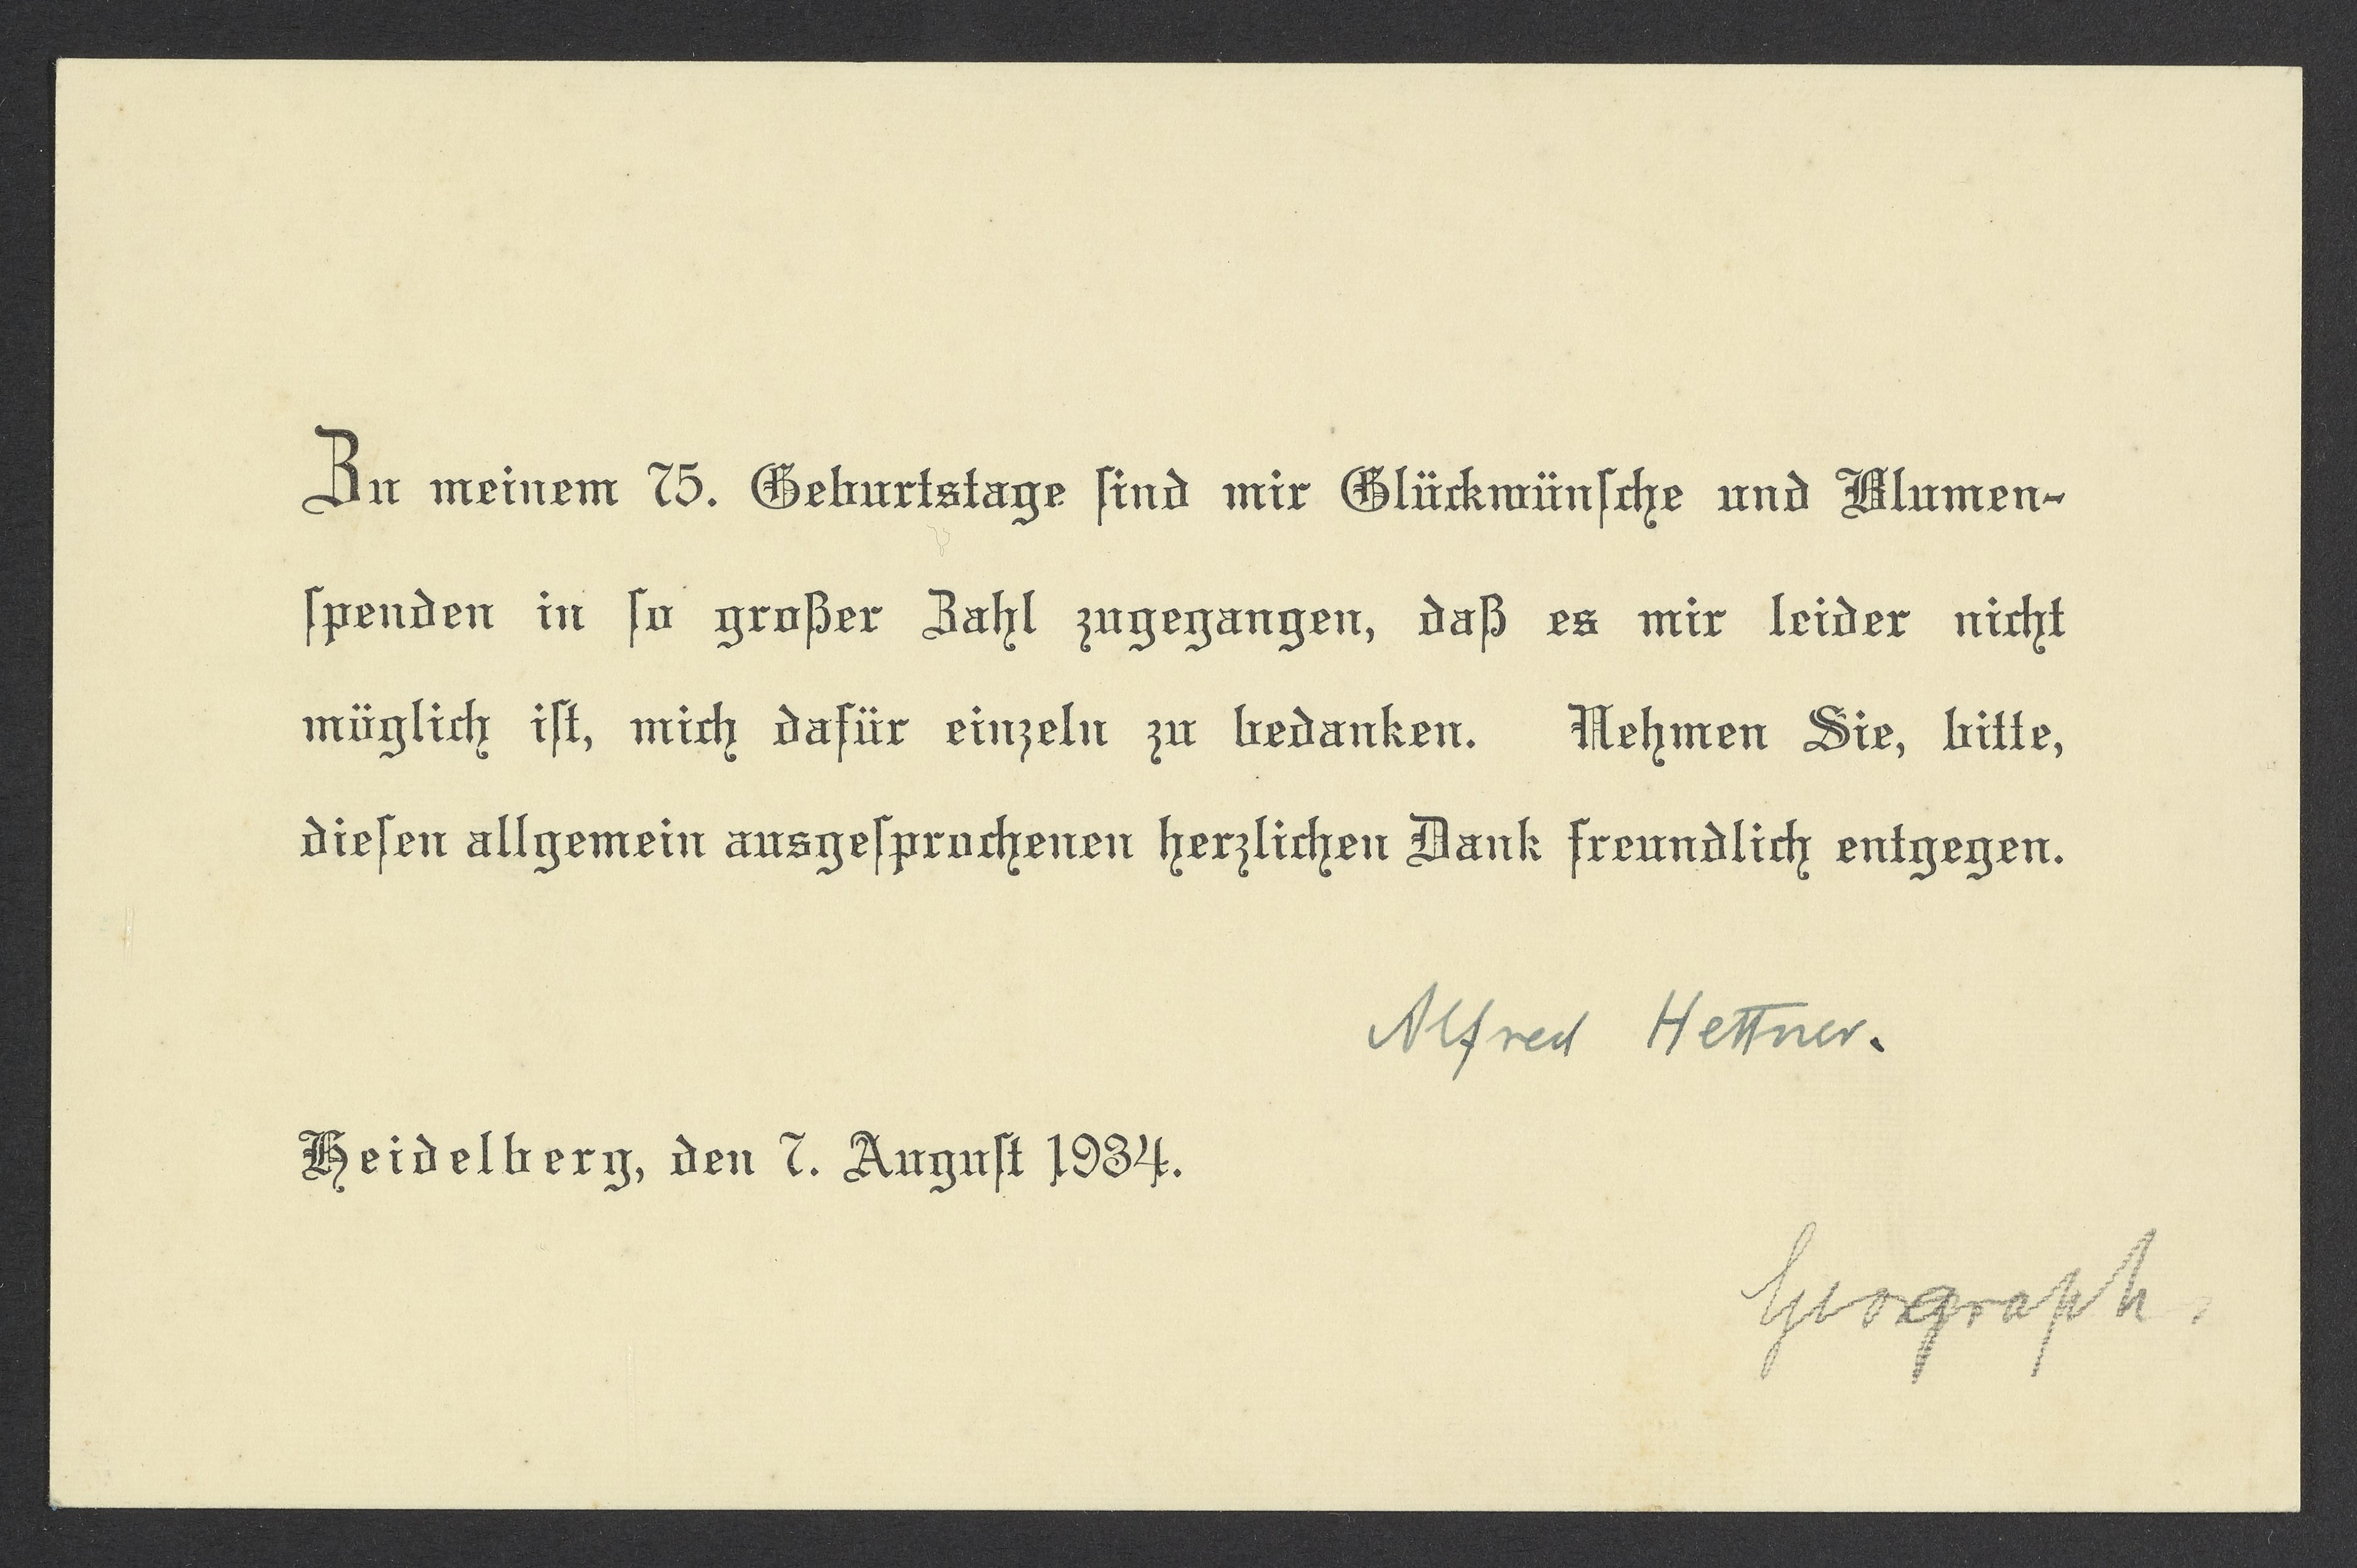 Zu meinem 75. Geburtstage sind mir Glückwünsche und Blumen-
spenden in so großer Zahl zugegangen, daß es mir leider nicht
möglich ist, mich dafür einzeln zu bedanken. Nehmen Sie, bitte,
diesen allgemein ausgesprochenen herzlichen Dank freundlich entgegen.
Alfred Hettner.
Heidelberg, den 7. August 1934.
Geograph.